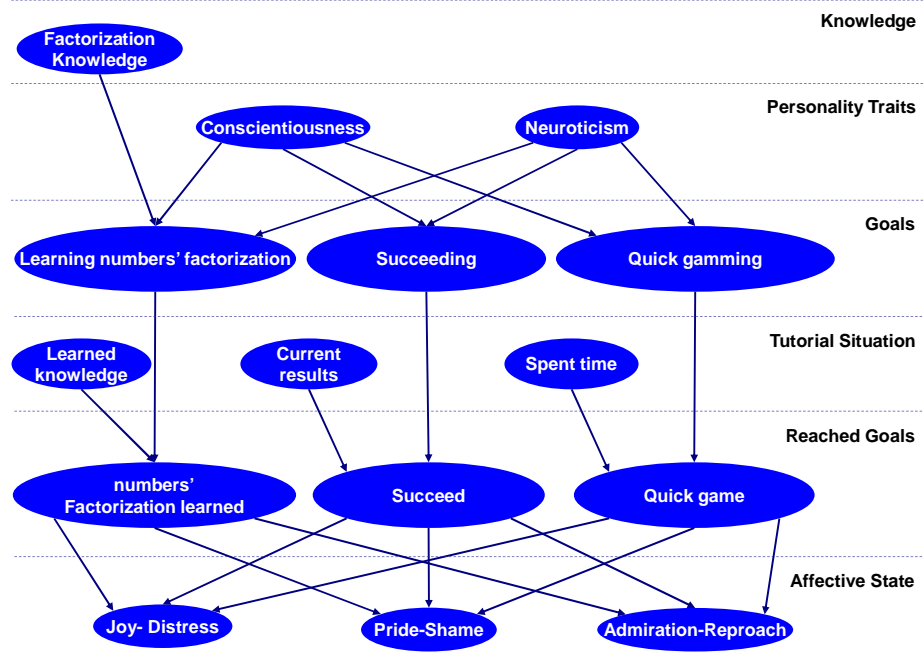 Knowledge
Factorization
Knowledge
Personality Traits
Conscientiousness
Neuroticism
Goals
Learning numbers' factorization
Succeeding
Quick gamming
Tutorial Situation
Learned
knowledge
Current
results
Spent time
Reached Goals
numbers'
Factorization learned
Succeed
Quick game
Affective State
Joy- Distress
Pride-Shame
Admiration-Reproach